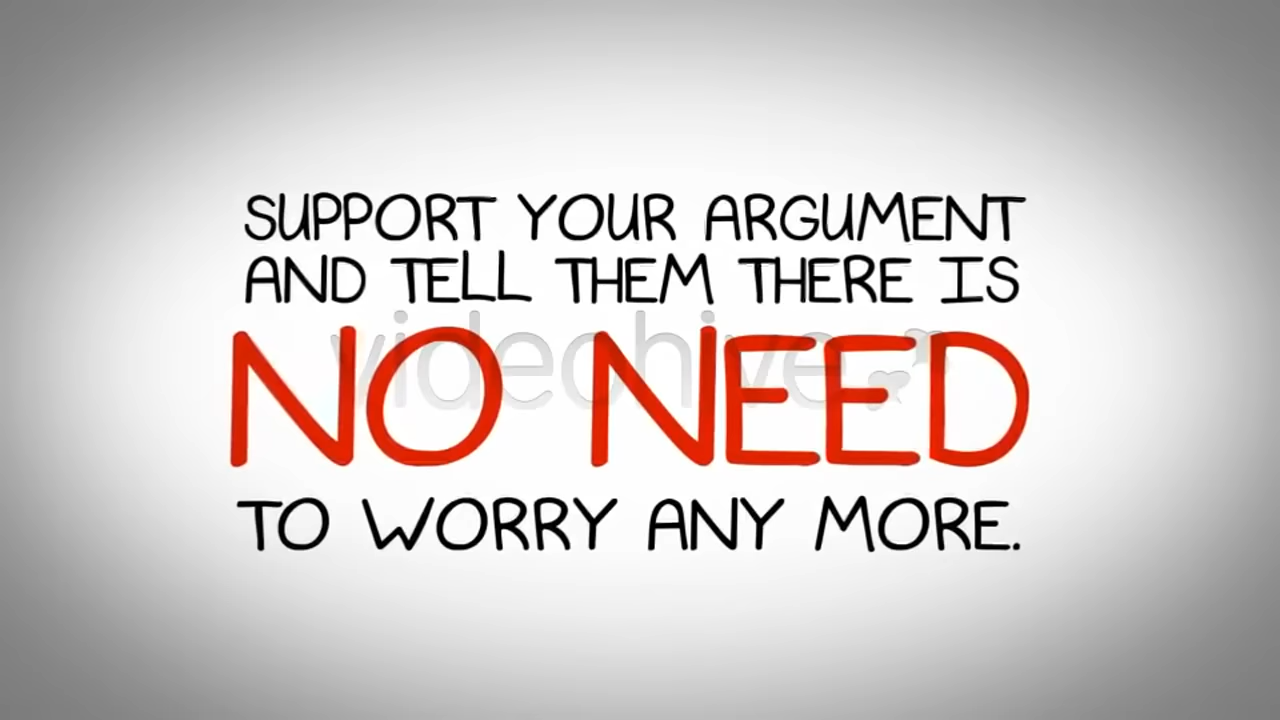 SUPPORT YOUR ARGUMENT
AND TELL THEM THERE IS
videohive
NO NEED
TO WORRY ANY MORE.